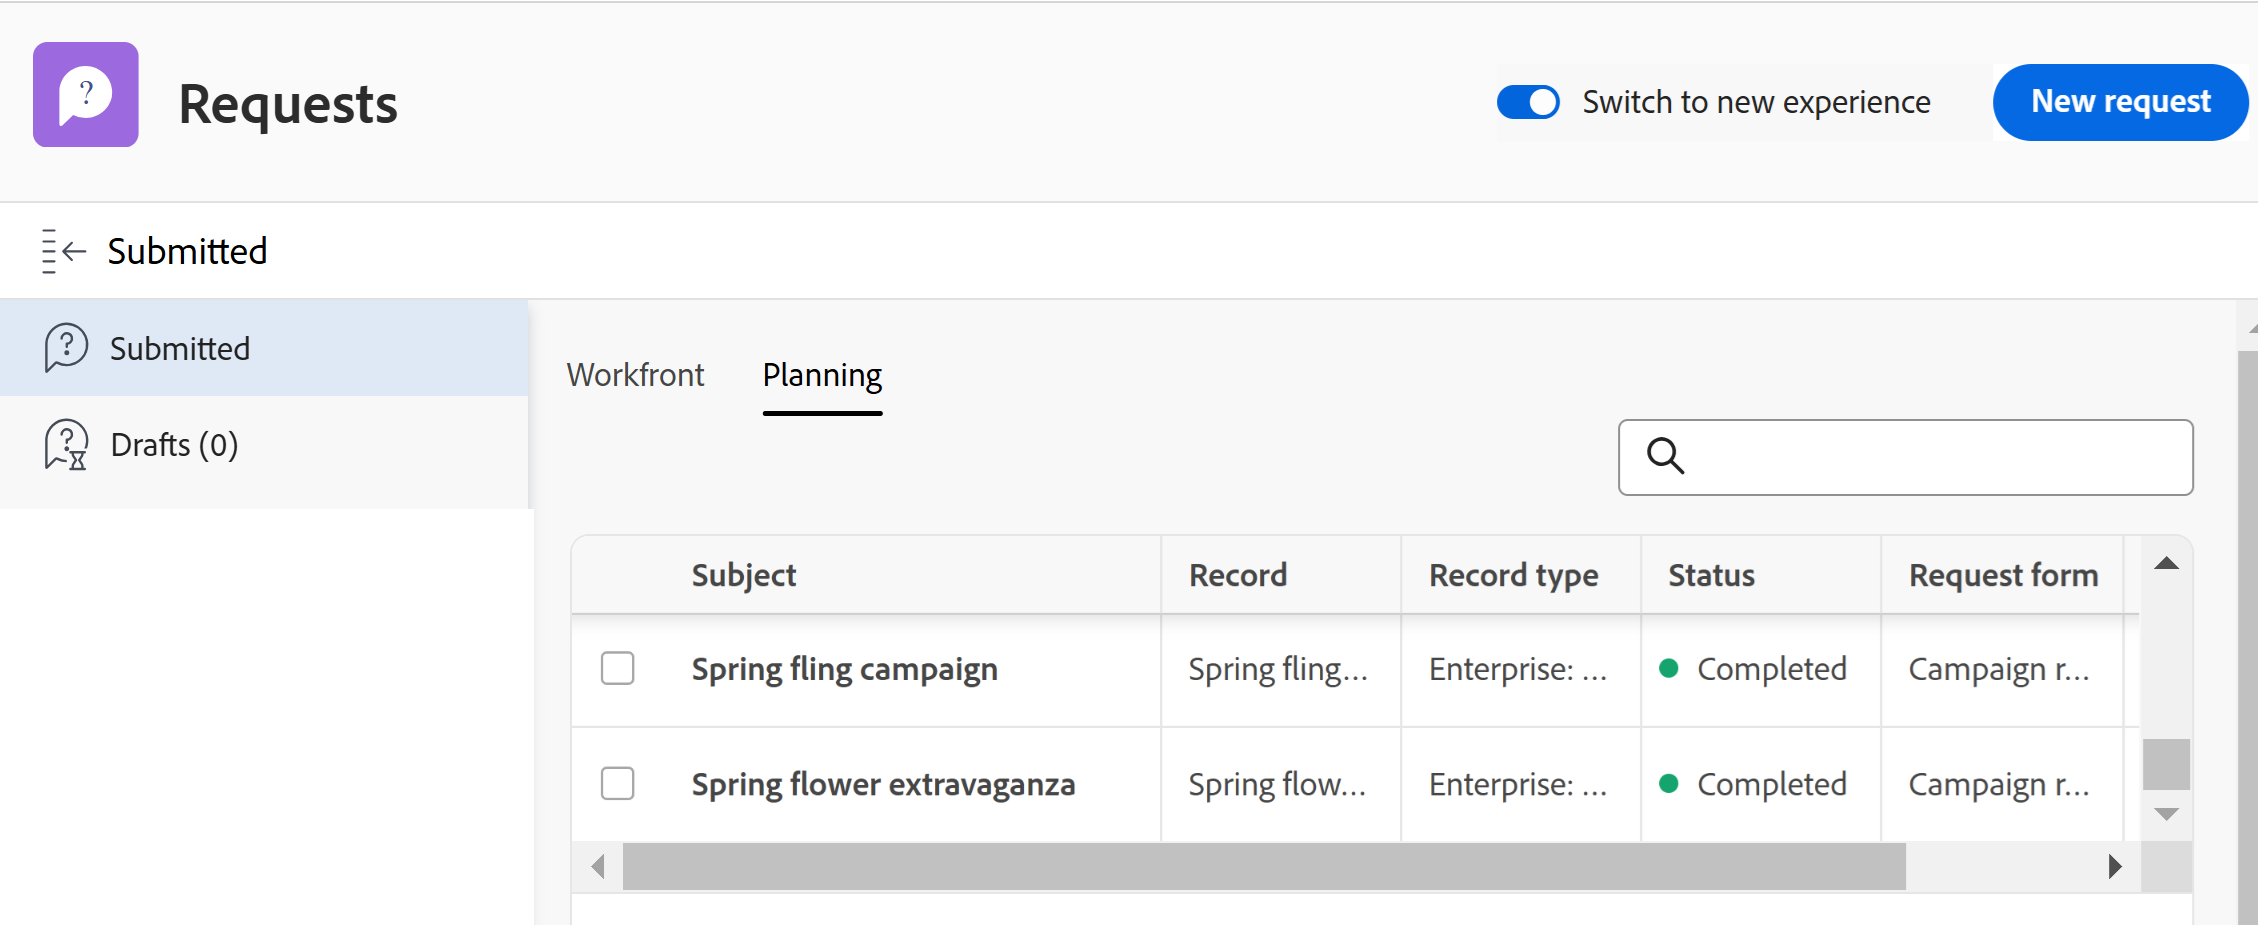 ?
Requests
Switch to new experience
New request
Submitted
? Submitted
? Drafts (0)
Workfront Planning
Subject Record Record type Status Request form
Spring fling campaign Spring fling... Enterprise: ... Completed Campaign r...
Spring flower extravaganza Spring flow... Enterprise: ... Completed Campaign r...